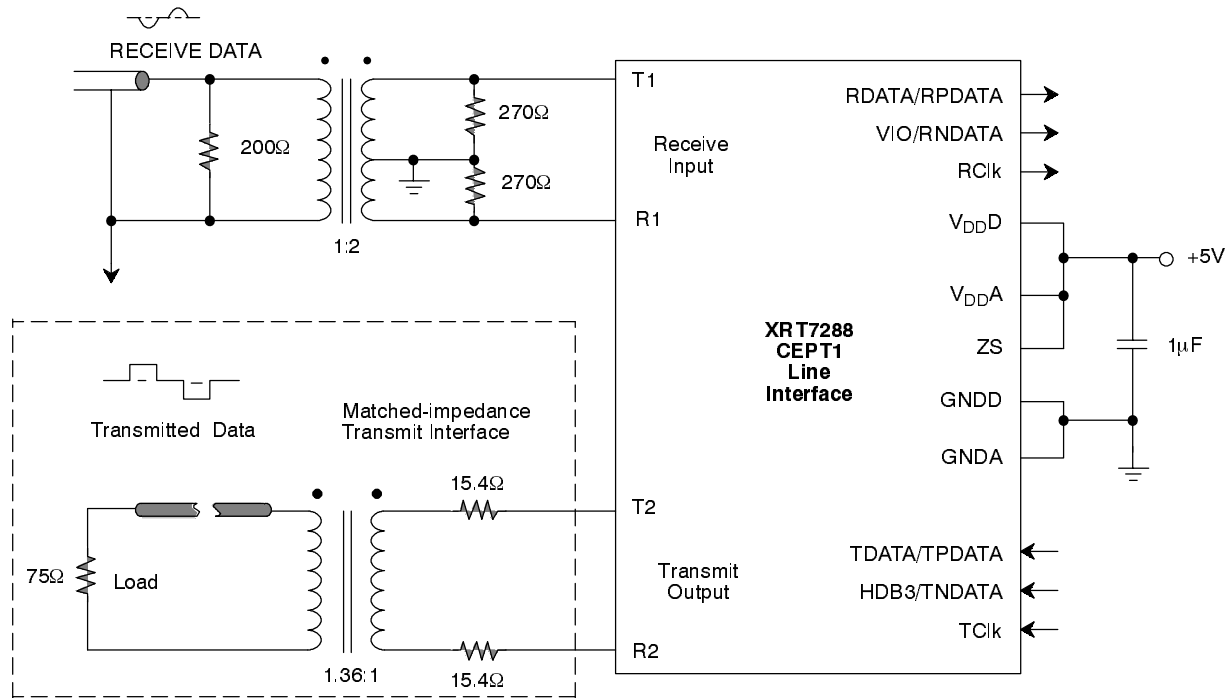 RECEIVE DATA
200Ω
1:2
270Ω
270Ω
T1
Receive
Input
R1
RDATA/RPDATA
VIO/RNDATA
RClk
VDDD
VDDA
ZS
GNDD
GNDA
+5V
1µF
XRT7288
CEPT1
Line
Interface
Transmitted Data
Matched-impedance
Transmit Interface
75Ω
Load
1.36:1
15.4Ω
15.4Ω
T2
Transmit
Output
R2
TDATA/TPDATA
HDB3/TNDATA
TClk